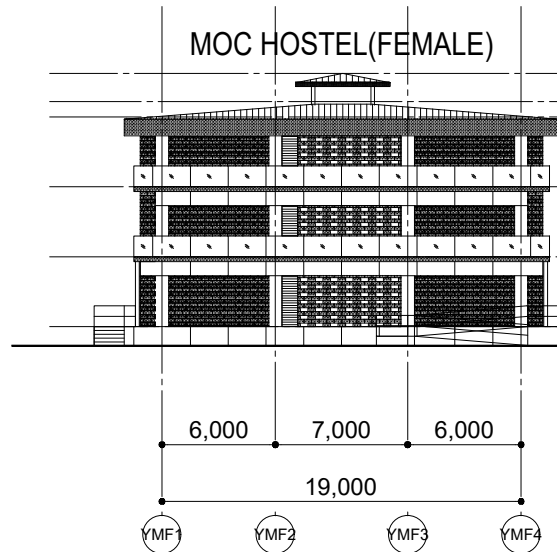 MOC HOSTEL(FEMALE)
6,000 7,000 6,000
19,000
YMF1 YMF2 YMF3 YMF4